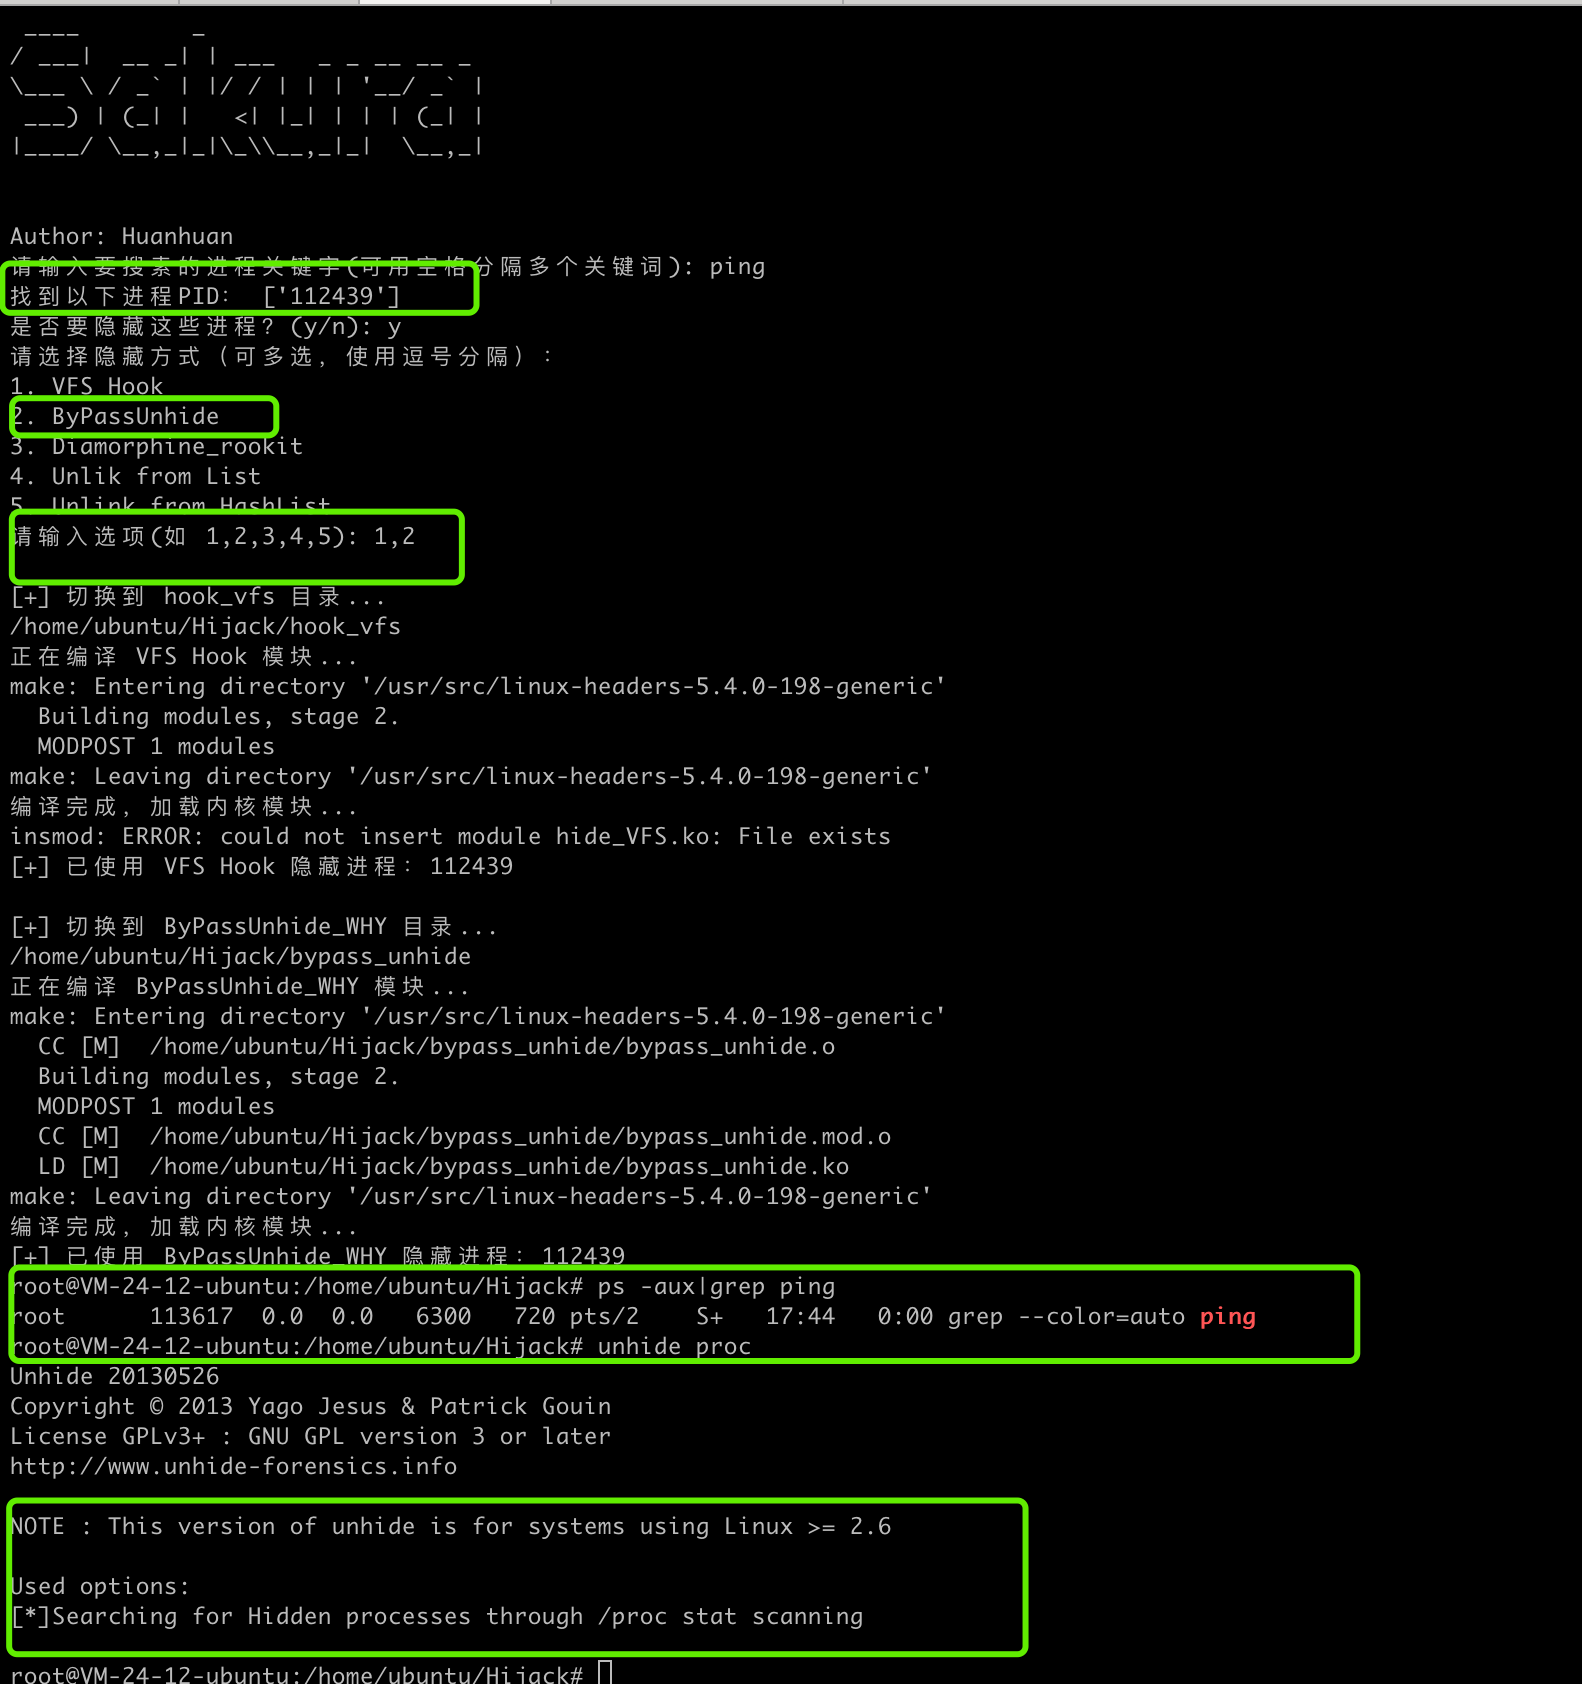 ____        _
/ ___|  __ _| | ___   _ _ __ __ _
\___ \ / _` | |/ / | | | '__/ _` |
 ___) | (_| |   <| |_| | | | (_| |
|____/ \__,_|_|\_\\__,_|_|  \__,_|
Author: Huanhuan
请输入要搜素的进程关键字(可用空格分隔多个关键词): ping
找到以下进程PID: ['112439']
是否要隐藏这些进程? (y/n): y
请选择隐藏方式（可多选，使用逗号分隔）:
1. VFS Hook
2. ByPassUnhide
3. Diamorphine_rookit
4. Unlik from List
5. Unlink from HashList
请输入选项(如 1,2,3,4,5): 1,2
[+] 切换到 hook_vfs 目录...
/home/ubuntu/Hijack/hook_vfs
正在编译 VFS Hook 模块...
make: Entering directory '/usr/src/linux-headers-5.4.0-198-generic'
  Building modules, stage 2.
  MODPOST 1 modules
make: Leaving directory '/usr/src/linux-headers-5.4.0-198-generic'
编译完成，加载内核模块...
insmod: ERROR: could not insert module hide_VFS.ko: File exists
[+] 已使用 VFS Hook 隐藏进程: 112439
[+] 切换到 ByPassUnhide_WHY 目录...
/home/ubuntu/Hijack/bypass_unhide
正在编译 ByPassUnhide_WHY 模块...
make: Entering directory '/usr/src/linux-headers-5.4.0-198-generic'
  CC [M]  /home/ubuntu/Hijack/bypass_unhide/bypass_unhide.o
  Building modules, stage 2.
  MODPOST 1 modules
  CC [M]  /home/ubuntu/Hijack/bypass_unhide/bypass_unhide.mod.o
  LD [M]  /home/ubuntu/Hijack/bypass_unhide/bypass_unhide.ko
make: Leaving directory '/usr/src/linux-headers-5.4.0-198-generic'
编译完成，加载内核模块...
[+] 已使用 ByPassUnhide_WHY 隐藏进程: 112439
root@VM-24-12-ubuntu:/home/ubuntu/Hijack# ps -aux|grep ping
root      113617  0.0  0.0   6300   720 pts/2    S+   17:44   0:00 grep --color=auto ping
root@VM-24-12-ubuntu:/home/ubuntu/Hijack# unhide proc
Unhide 20130526
Copyright © 2013 Yago Jesus & Patrick Gouin
License GPLv3+ : GNU GPL version 3 or later
http://www.unhide-forensics.info
NOTE : This version of unhide is for systems using Linux >= 2.6
Used options:
[*]Searching for Hidden processes through /proc stat scanning
root@VM-24-12-ubuntu:/home/ubuntu/Hijack#